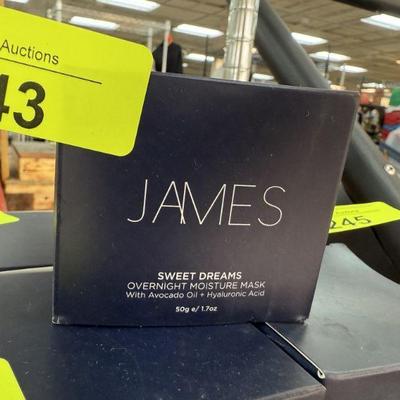 Auctions
43
JAMES
SWEET DREAMS
OVERNIGHT MOISTURE MASK
With Avocado Oil + Hyaluronic Acid
50g e/ 1.7oz
245